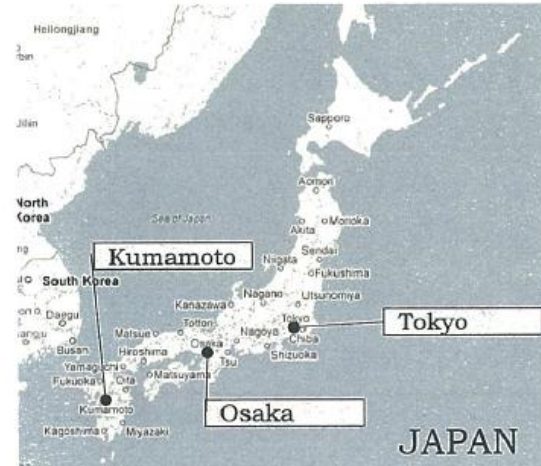 Heilongjiang
Jilin
Sapporo
Aomori
North
Korea
Sea of Japan
Akita
Morioka
Kumamoto
Sendai
Niigata
Fukushima
South Korea
Nagano
Utsunomiya
Kanazawa
Daegu
Tottori
Tokyo
Tokyo
Matsue
Osaka
Nagoya
Chiba
Busan
Hiroshima
Tsu
Shizuoka
Yamaguchi
Fukuoka
Oita
Matsuyama
Kumamoto
Osaka
Kagoshima
Miyazaki
JAPAN